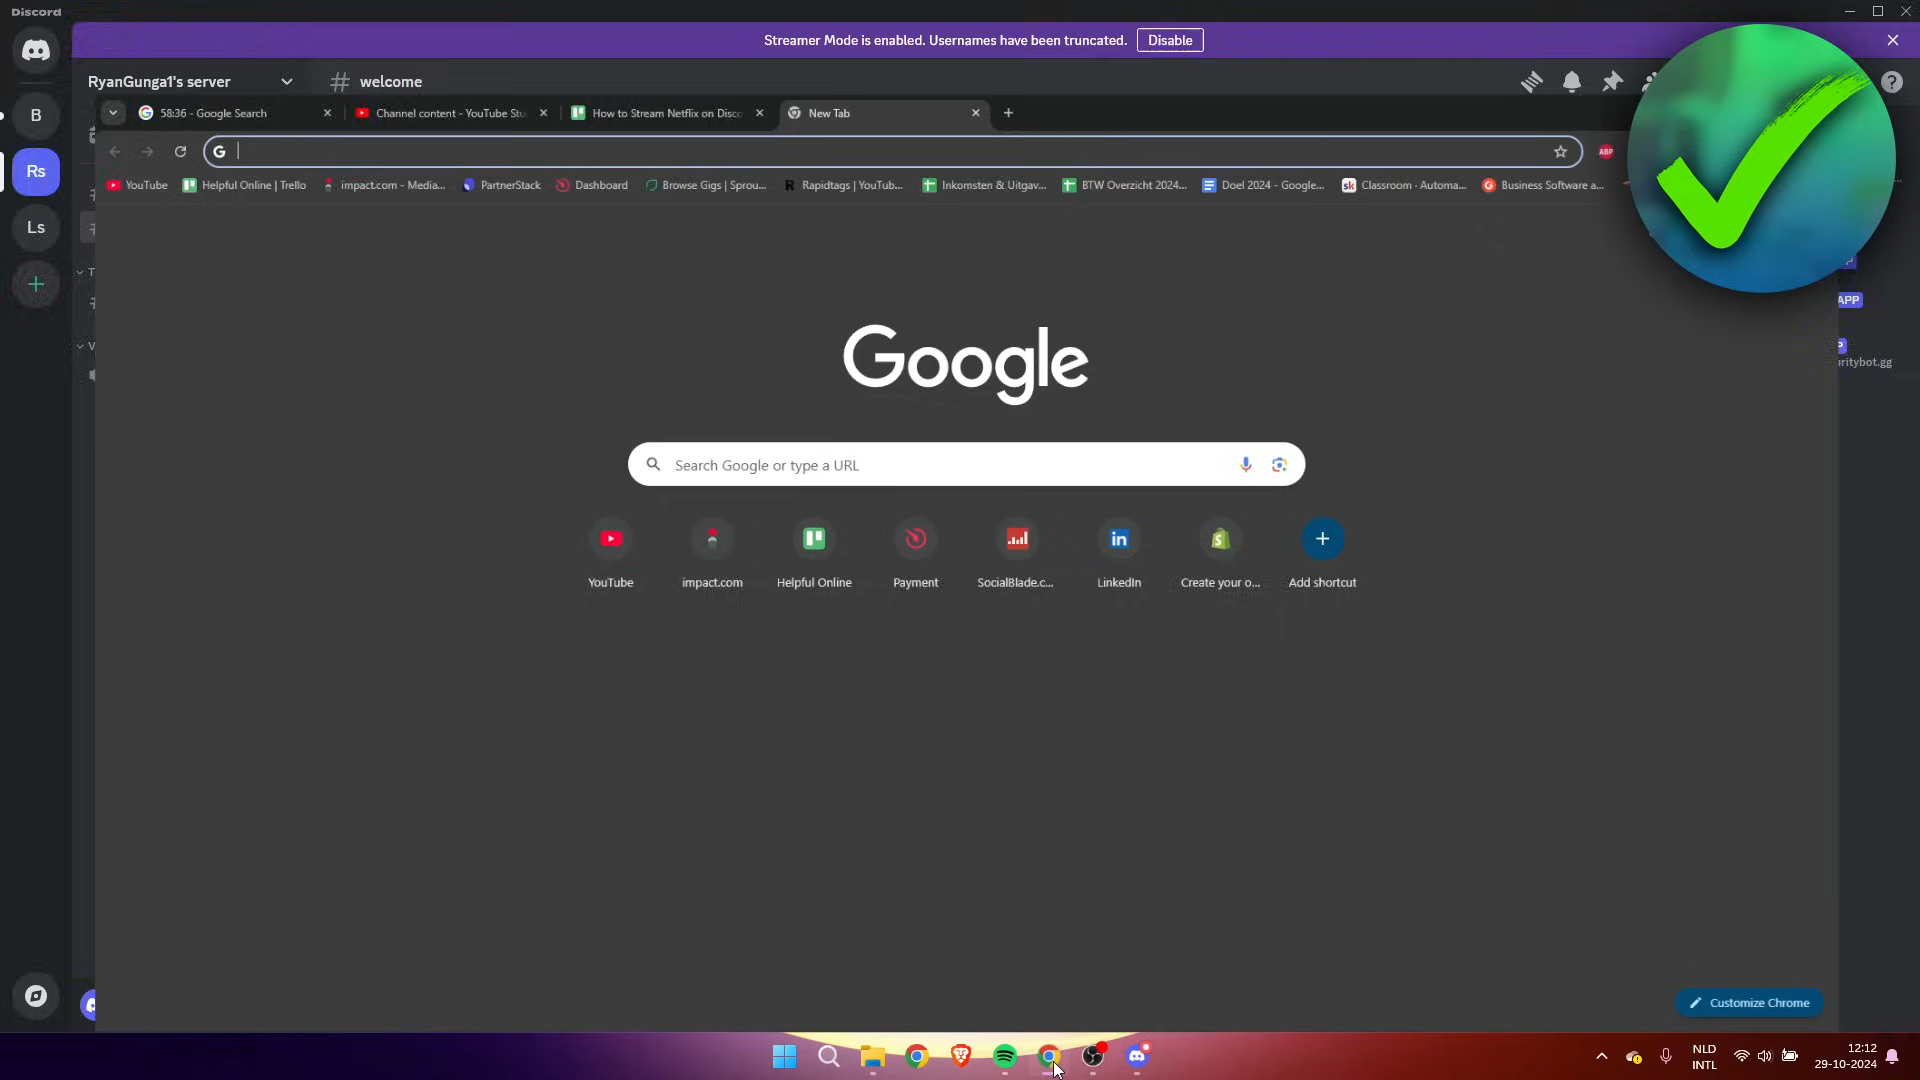 Discord
Streamer Mode is enabled. Usernames have been truncated. Disable
RyanGunga1's server
welcome
58:36 - Google Search
Channel content - YouTube Stu
How to Stream Netflix on Disco
New Tab
ABP
YouTube
Helpful Online | Trello
impact.com - Media...
PartnerStack
Dashboard
Browse Gigs | Sprou...
Rapidtags | YouTub...
Inkomsten & Uitgav...
BTW Overzicht 2024...
Doel 2024 - Google...
Classroom - Automa...
Business Software a...
B
Rs
Ls
T
V
APP
uritybot.gg
Google
Search Google or type a URL
YouTube
impact.com
Helpful Online
Payment
SocialBlade.c...
LinkedIn
Create your o...
Add shortcut
Customize Chrome
NLD
INTL
12:12
29-10-2024